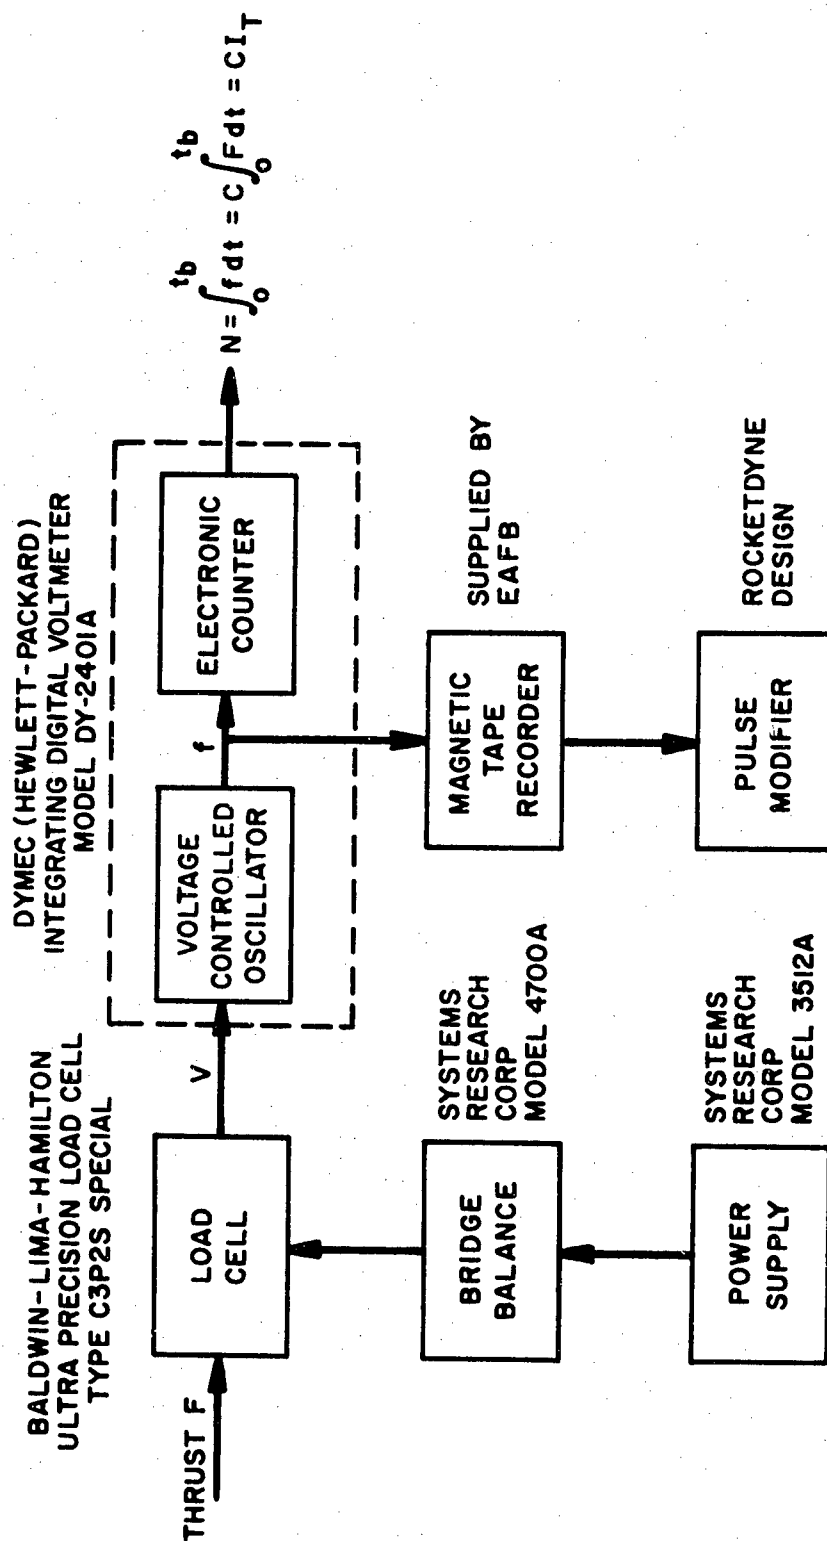 BALDWIN-LIMA-HAMILTON
ULTRA PRECISION LOAD CELL
TYPE C3P2S SPECIAL
DYMEC (HEWLETT-PACKARD)
INTEGRATING DIGITAL VOLTMETER
MODEL DY-2401A
THRUST F
LOAD
CELL
V
VOLTAGE
CONTROLLED
OSCILLATOR
f
ELECTRONIC
COUNTER
N = ∫₀^tb f dt = C ∫₀^tb F dt = CI_T
BRIDGE
BALANCE
SYSTEMS
RESEARCH
CORP
MODEL 4700A
MAGNETIC
TAPE
RECORDER
SUPPLIED BY
EAFB
POWER
SUPPLY
SYSTEMS
RESEARCH
CORP
MODEL 3512A
PULSE
MODIFIER
ROCKETDYNE
DESIGN